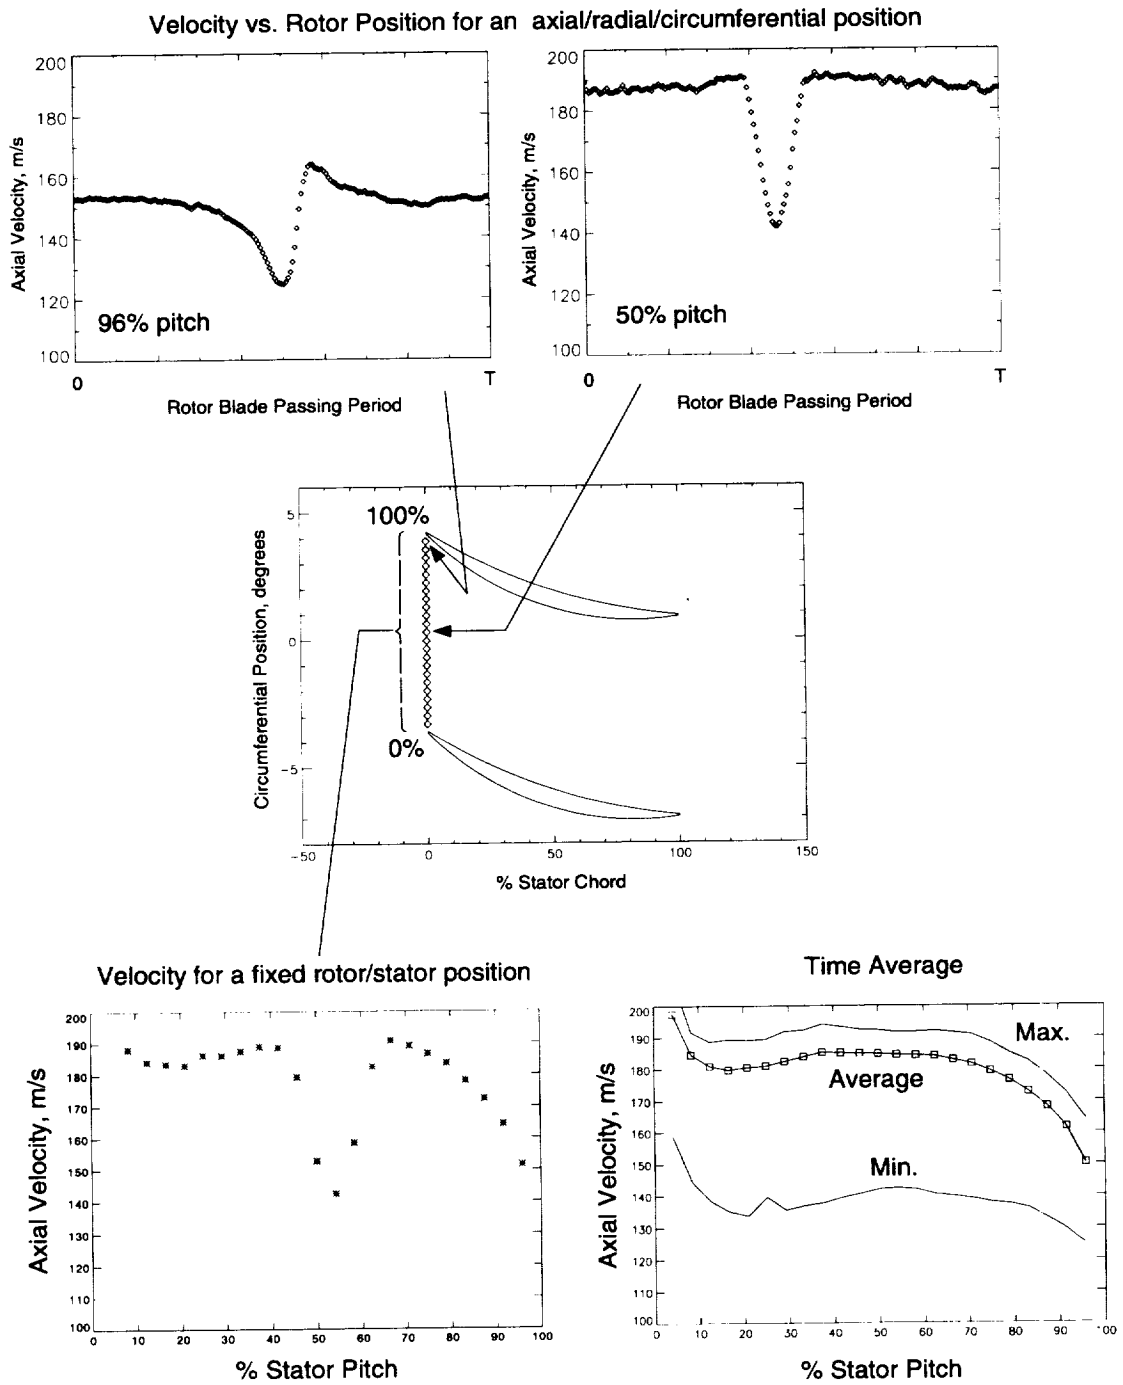 Velocity vs. Rotor Position for an axial/radial/circumferential position
200
180
160
140
120
100
Axial Velocity, m/s
96% pitch
0
T
Rotor Blade Passing Period
200
180
160
140
120
100
Axial Velocity, m/s
50% pitch
0
T
Rotor Blade Passing Period
5
0
-5
Circumferential Position, degrees
100%
0%
-50
0
50
100
150
% Stator Chord
Velocity for a fixed rotor/stator position
200
190
180
170
160
150
140
130
120
110
100
Axial Velocity, m/s
0 10 20 30 40 50 60 70 80 90 100
% Stator Pitch
Time Average
200
190
180
170
160
150
140
130
120
110
100
Axial Velocity, m/s
Max.
Average
Min.
0 10 20 30 40 50 60 70 80 90 00
% Stator Pitch